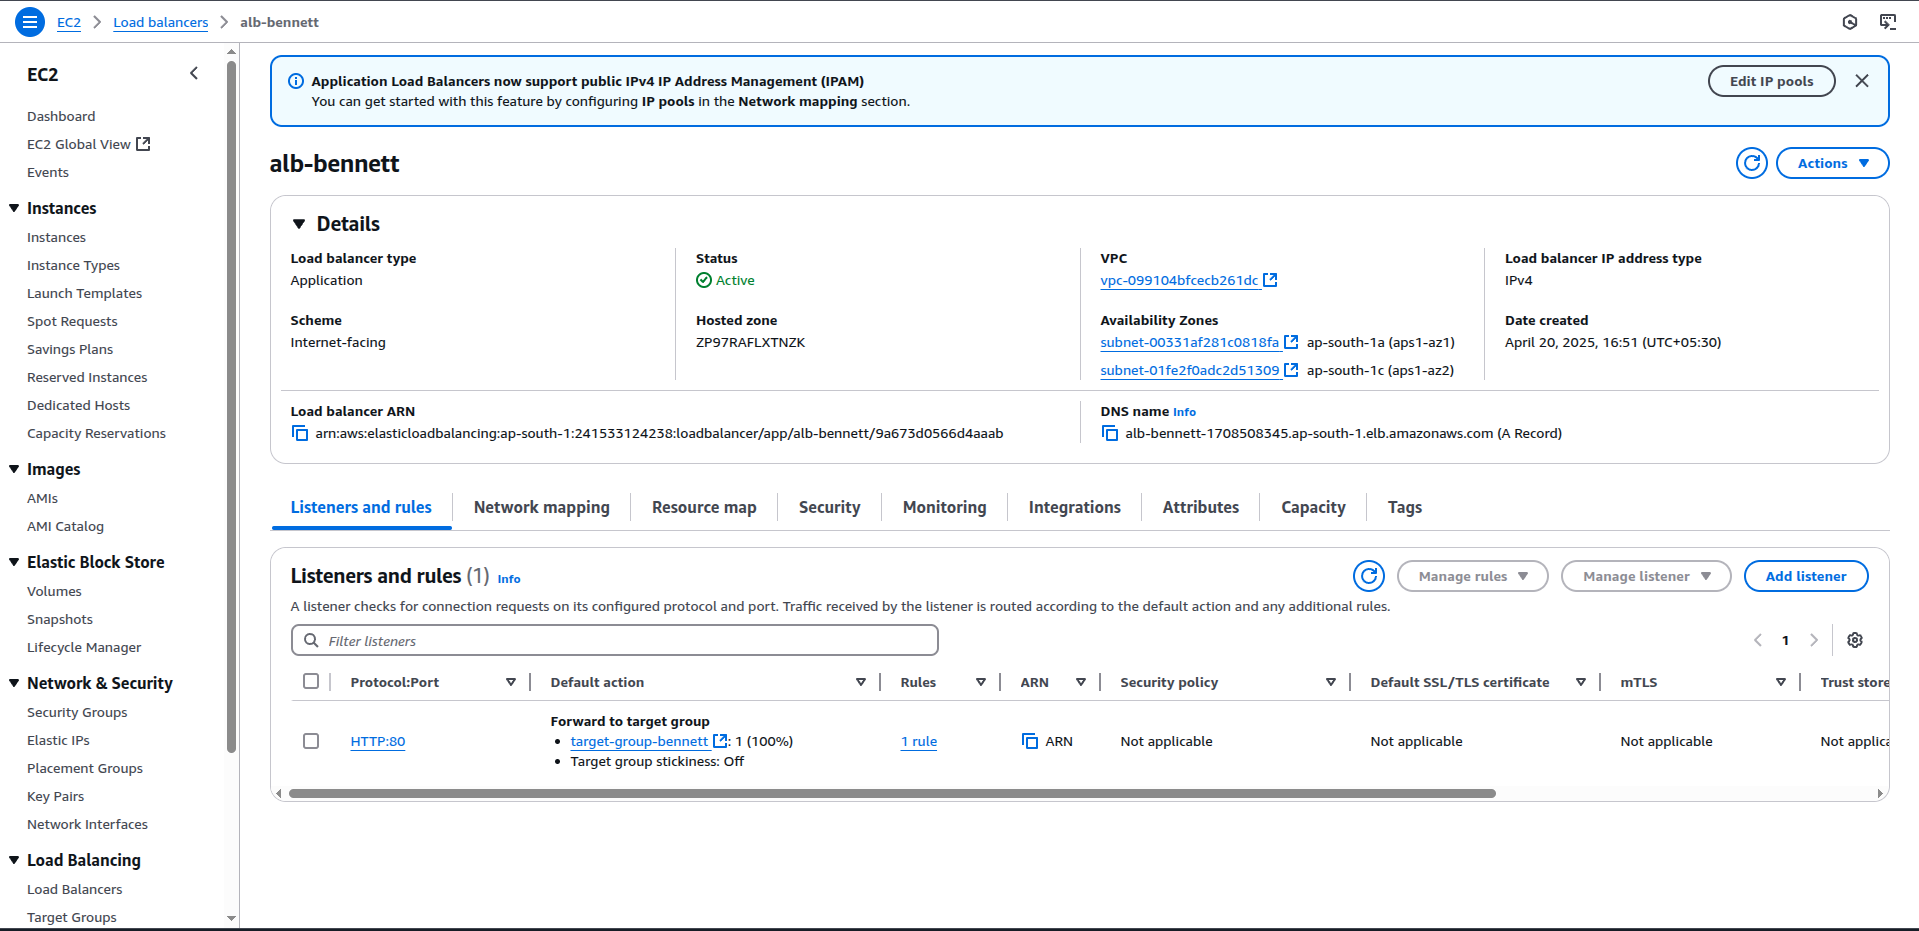 EC2 > Load balancers > alb-bennett
EC2
Dashboard
EC2 Global View
Events
Instances
Instances
Instance Types
Launch Templates
Spot Requests
Savings Plans
Reserved Instances
Dedicated Hosts
Capacity Reservations
Images
AMIs
AMI Catalog
Elastic Block Store
Volumes
Snapshots
Lifecycle Manager
Network & Security
Security Groups
Elastic IPs
Placement Groups
Key Pairs
Network Interfaces
Load Balancing
Load Balancers
Target Groups
Application Load Balancers now support public IPv4 IP Address Management (IPAM)
You can get started with this feature by configuring IP pools in the Network mapping section.
Edit IP pools
alb-bennett
Actions
Details
Load balancer type
Application
Status
Active
VPC
vpc-099104bfcecb261dc
Load balancer IP address type
IPv4
Scheme
Internet-facing
Hosted zone
ZP97RAFLXTNZK
Availability Zones
subnet-00331af281c0818fa ap-south-1a (aps1-az1)
subnet-01fe2f0adc2d51309 ap-south-1c (aps1-az2)
Date created
April 20, 2025, 16:51 (UTC+05:30)
Load balancer ARN
arn:aws:elasticloadbalancing:ap-south-1:241533124238:loadbalancer/app/alb-bennett/9a673d0566d4aaab
DNS name Info
alb-bennett-1708508345.ap-south-1.elb.amazonaws.com (A Record)
Listeners and rules Network mapping Resource map Security Monitoring Integrations Attributes Capacity Tags
Listeners and rules (1) Info
Manage rules Manage listener Add listener
A listener checks for connection requests on its configured protocol and port. Traffic received by the listener is routed according to the default action and any additional rules.
Filter listeners
1
Protocol:Port Default action Rules ARN Security policy Default SSL/TLS certificate mTLS Trust store
HTTP:80
Forward to target group
• target-group-bennett : 1 (100%)
• Target group stickiness: Off
1 rule
ARN
Not applicable
Not applicable
Not applicable
Not applica